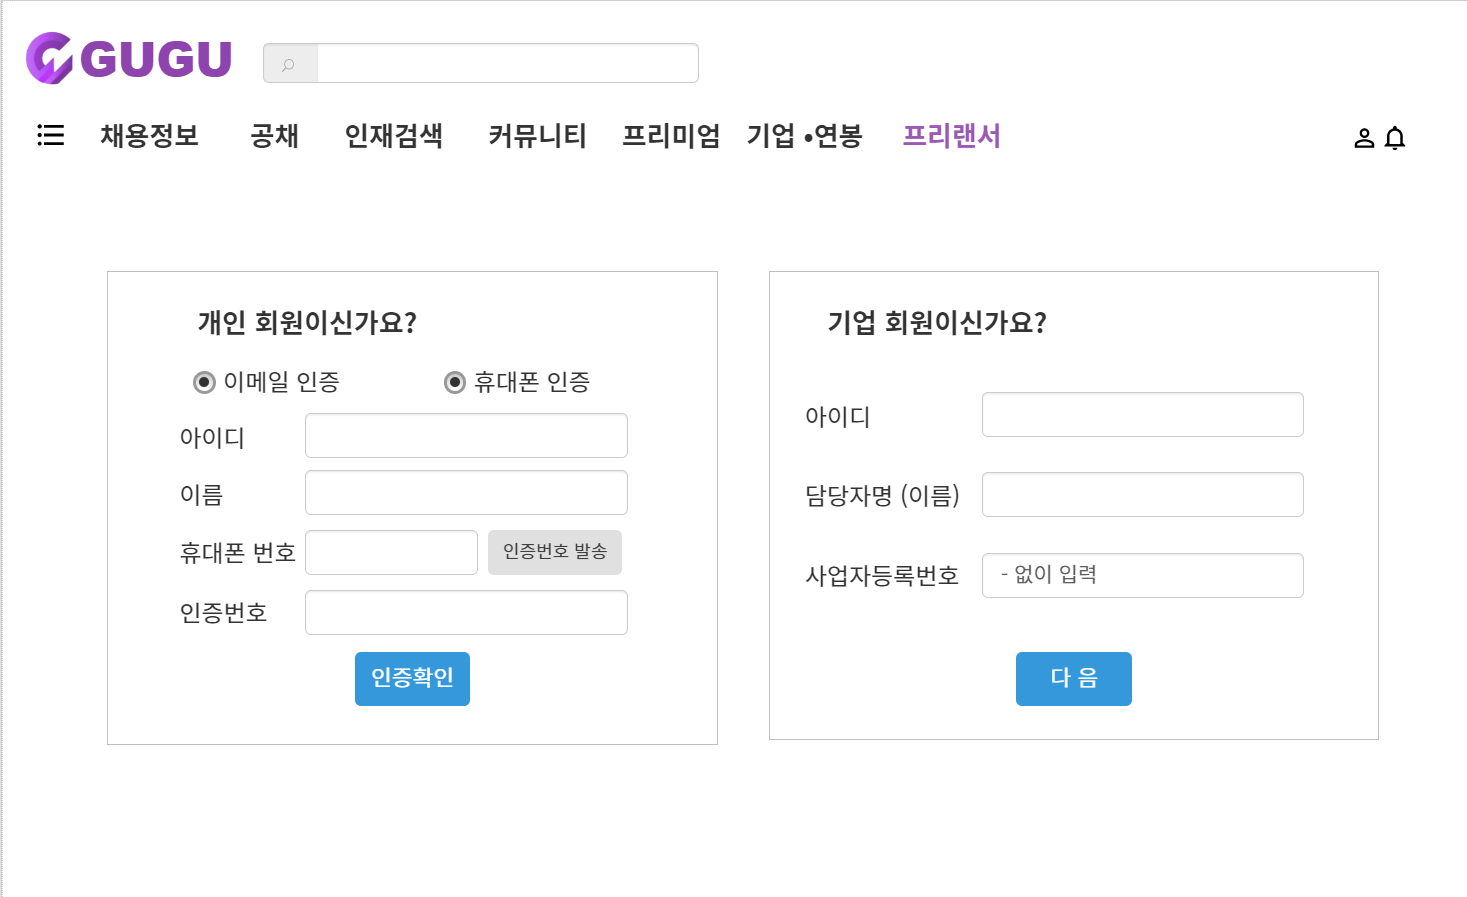 GUGU
채용정보 공채 인재검색 커뮤니티 프리미엄 기업 •연봉 프리랜서
개인 회원이신가요?
이메일 인증 휴대폰 인증
아이디
이름
휴대폰 번호 인증번호 발송
인증번호
인증확인
기업 회원이신가요?
아이디
담당자명 (이름)
사업자등록번호 - 없이 입력
다 음